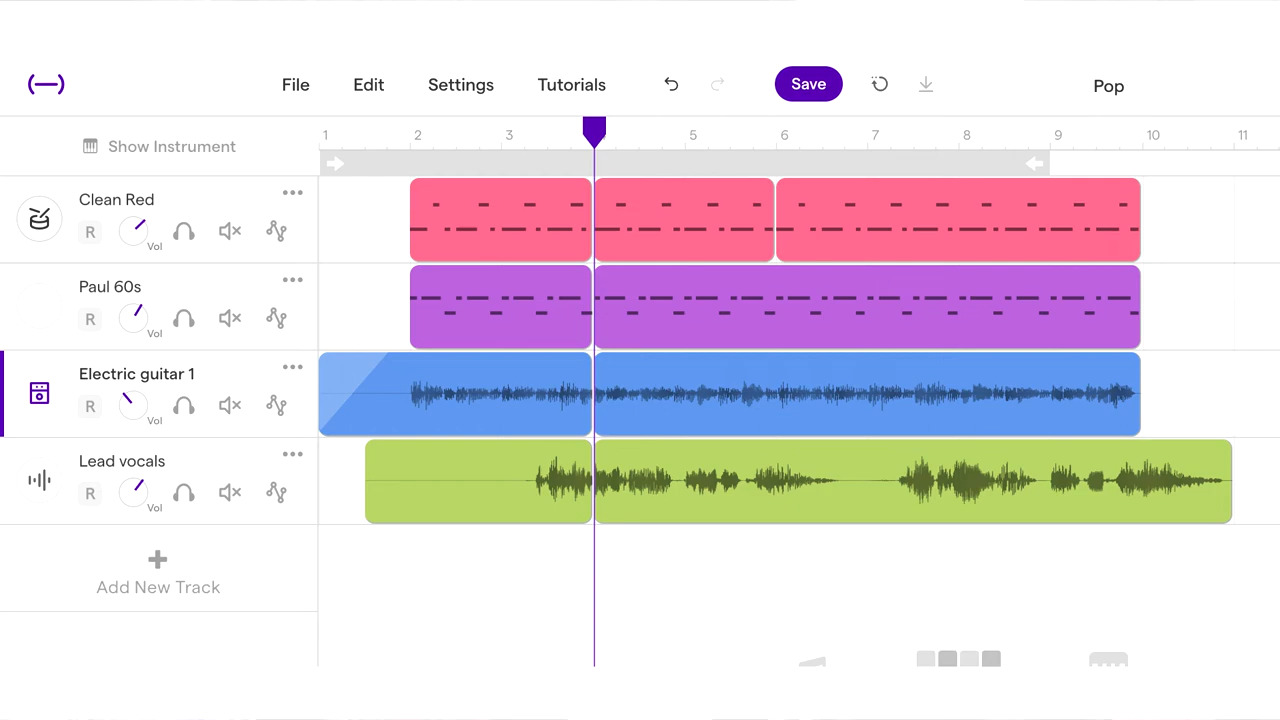 File Edit Settings Tutorials Save Pop
Show Instrument
1 2 3 5 6 7 8 9 10 11
Clean Red
R Vol
Paul 60s
R Vol
Electric guitar 1
R Vol
Lead vocals
R Vol
Add New Track